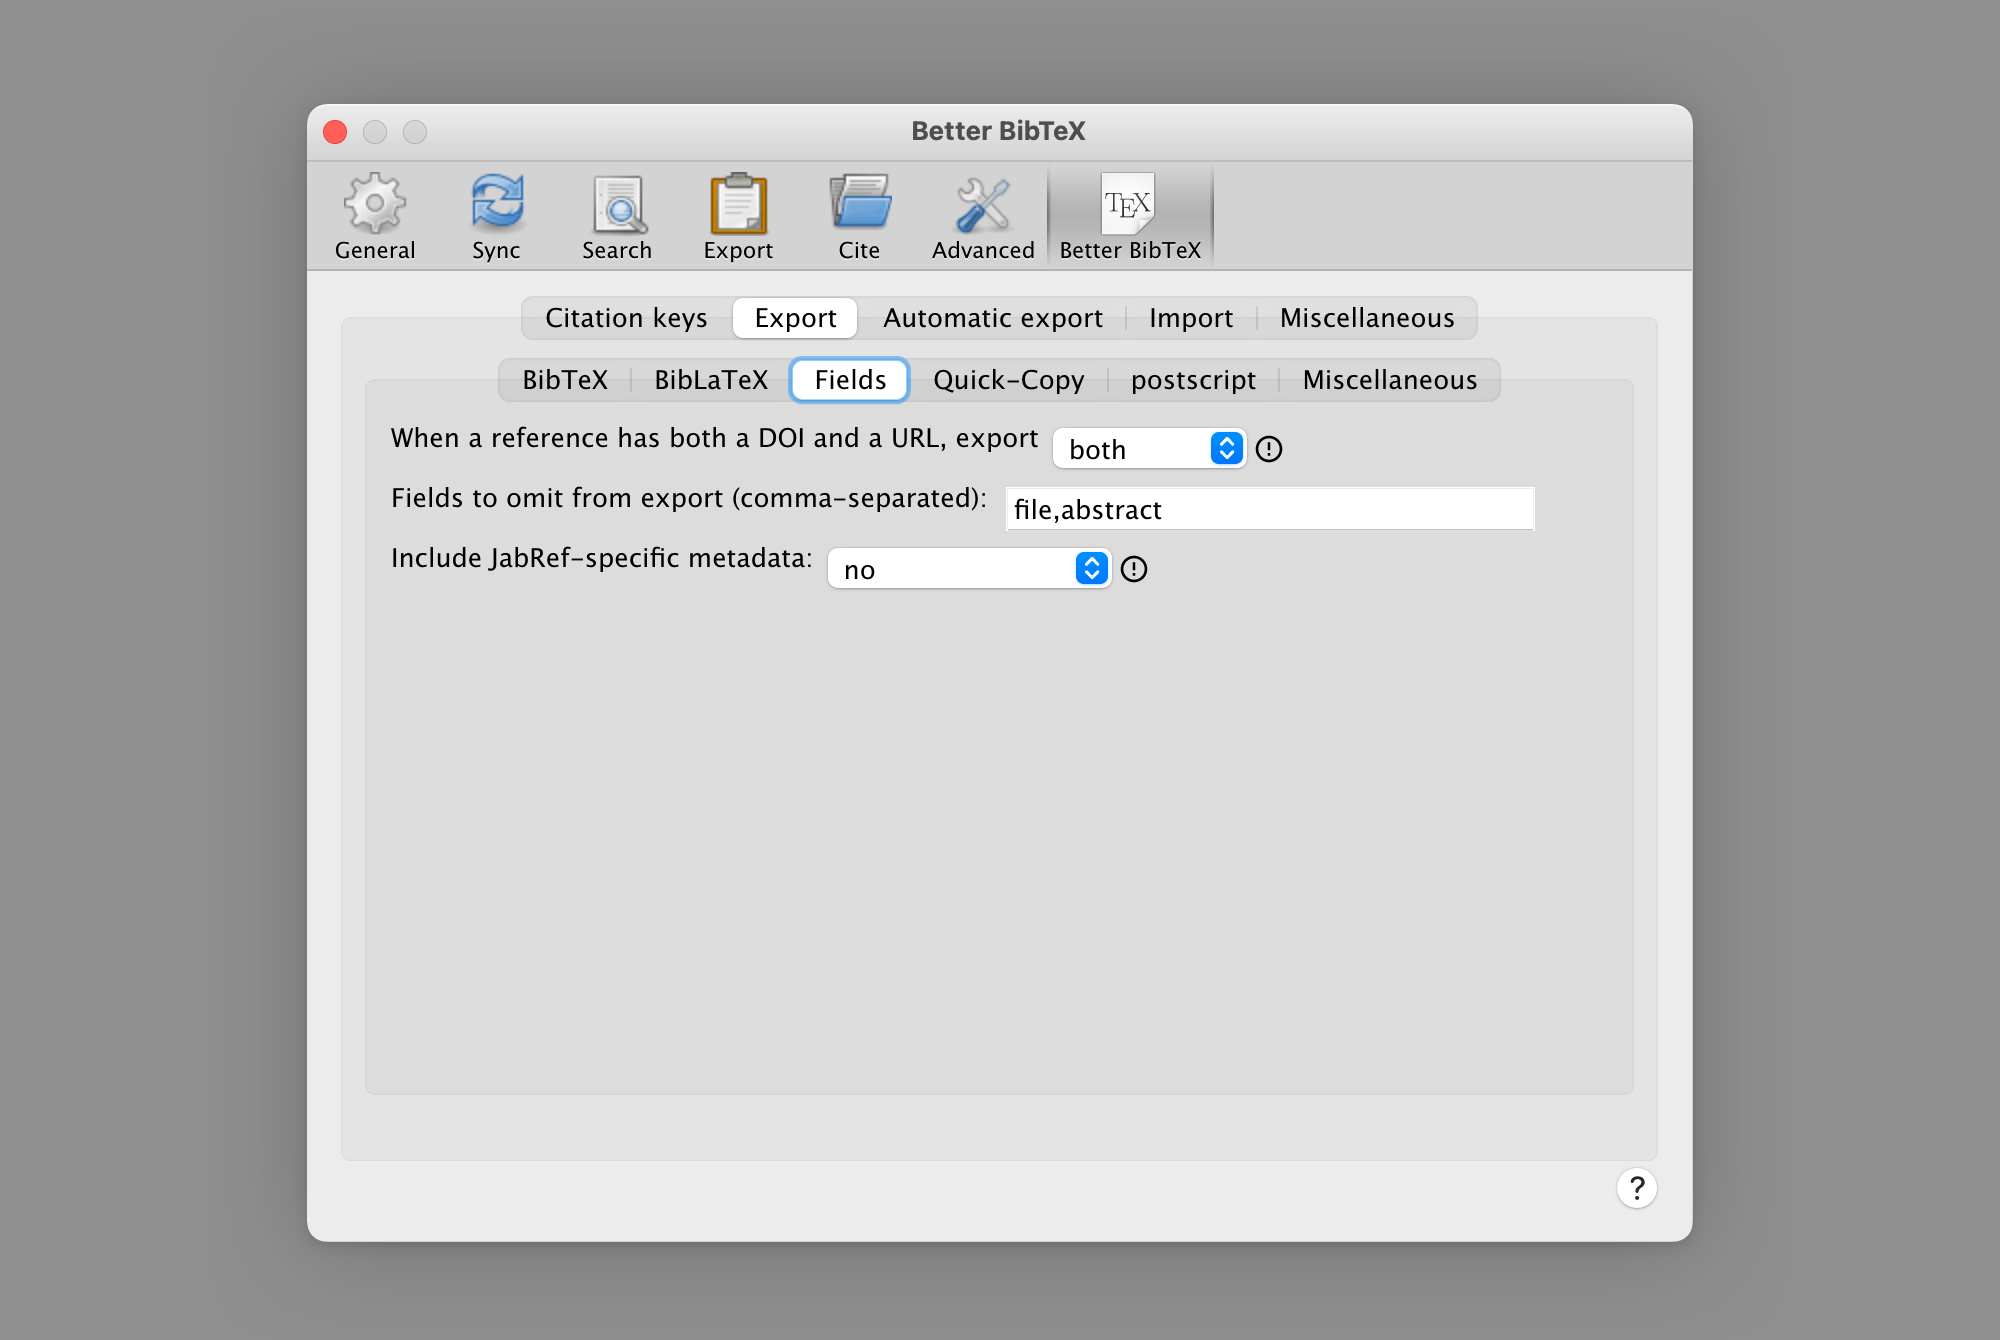 Better BibTeX
General Sync Search Export Cite Advanced TEX Better BibTeX
Citation keys Export Automatic export Import Miscellaneous
BibTeX BibLaTeX Fields Quick-Copy postscript Miscellaneous
When a reference has both a DOI and a URL, export both
Fields to omit from export (comma-separated): file,abstract
Include JabRef-specific metadata: no
?